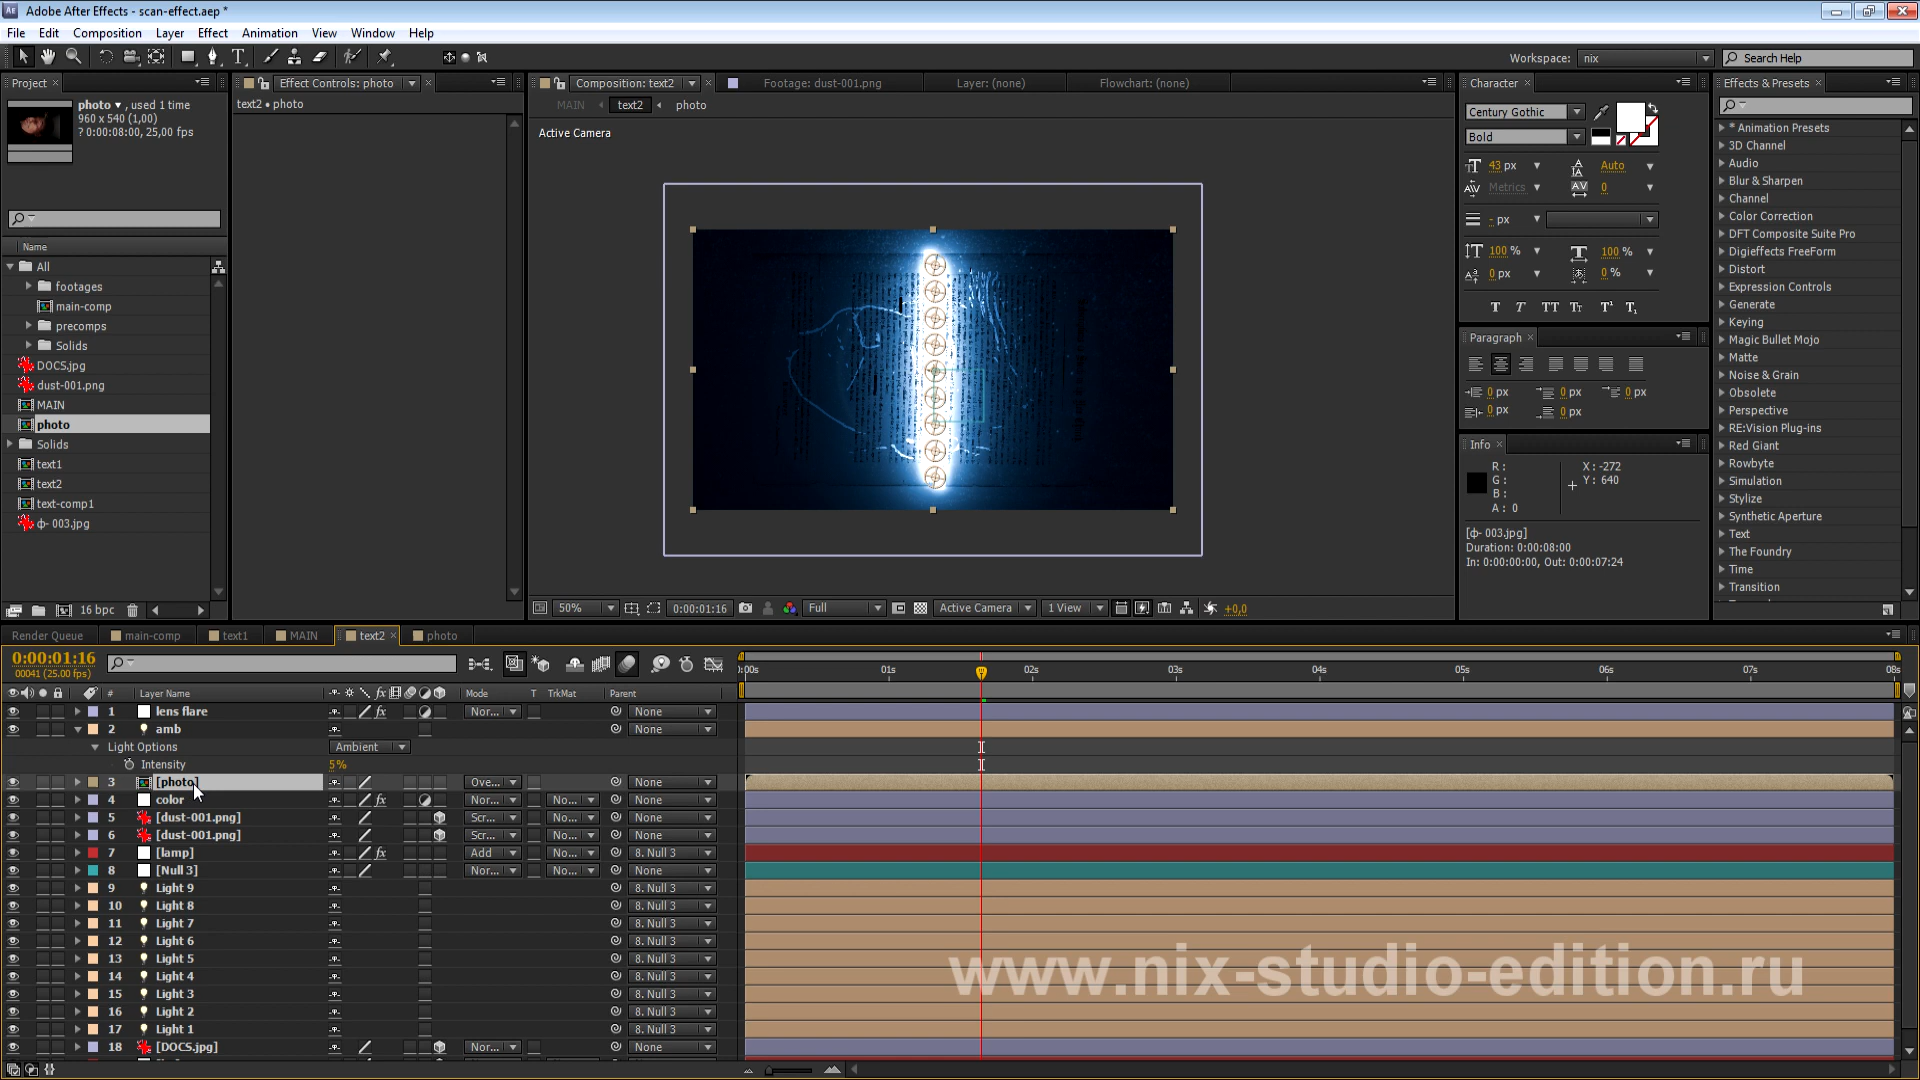 Adobe After Effects - scan-effect.aep *
File Edit Composition Layer Effect Animation View Window Help
Workspace: nix Search Help
Project
photo , used 1 time
960 x 540 (1,00)
? 0:00:08:00, 25,00 fps
Name
All
footages
main-comp
precomps
Solids
DOCS.jpg
dust-001.png
MAIN
photo
Solids
text1
text2
text-comp1
ф- 003.jpg
16 bpc
Effect Controls: photo
text2 • photo
Composition: text2 Footage: dust-001.png Layer: (none) Flowchart: (none)
MAIN text2 photo
Active Camera
50% 0:00:01:16 Full Active Camera 1 View +0,0
Character
Century Gothic
Bold
43 px Auto
Metrics 0
- px
100 % 100 %
0 px 0 %
T T TT Tr T¹ T₁
Paragraph
0 px 0 px 0 px
0 px 0 px
Info
R :
G :
B :
A : 0
X : -272
Y : 640
[ф- 003.jpg]
Duration: 0:00:08:00
In: 0:00:00:00, Out: 0:00:07:24
Effects & Presets
* Animation Presets
3D Channel
Audio
Blur & Sharpen
Channel
Color Correction
DFT Composite Suite Pro
Digieffects FreeForm
Distort
Expression Controls
Generate
Keying
Magic Bullet Mojo
Matte
Noise & Grain
Obsolete
Perspective
RE:Vision Plug-ins
Red Giant
Rowbyte
Simulation
Stylize
Synthetic Aperture
Text
The Foundry
Time
Transition
Render Queue main-comp text1 MAIN text2 photo
0:00:01:16
00041 (25.00 fps)
:00s 01s 02s 03s 04s 05s 06s 07s 08s
# Layer Name fx Mode T TrkMat Parent
1 lens flare fx Nor... None
2 amb None
Light Options Ambient
Intensity 5%
3 [photo] Ove... None
4 color fx Nor... No... None
5 [dust-001.png] Scr... No... None
6 [dust-001.png] Scr... No... None
7 [lamp] fx Add No... 8. Null 3
8 [Null 3] Nor... No... None
9 Light 9 8. Null 3
10 Light 8 8. Null 3
11 Light 7 8. Null 3
12 Light 6 8. Null 3
13 Light 5 8. Null 3
14 Light 4 8. Null 3
15 Light 3 8. Null 3
16 Light 2 8. Null 3
17 Light 1 8. Null 3
18 [DOCS.jpg] Nor... No... None
www.nix-studio-edition.ru